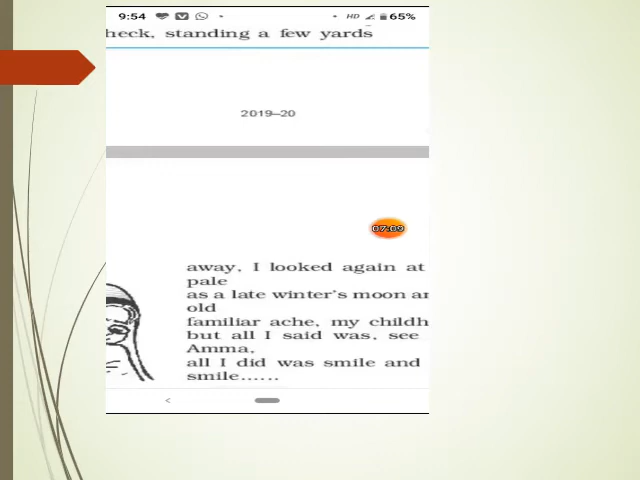 9:54 HD 65%
heck, standing a few yards
2019–20
07:09
away, I looked again at
pale
as a late winter's moon an
old
familiar ache, my childh
but all I said was, see
Amma,
all I did was smile and
smile......